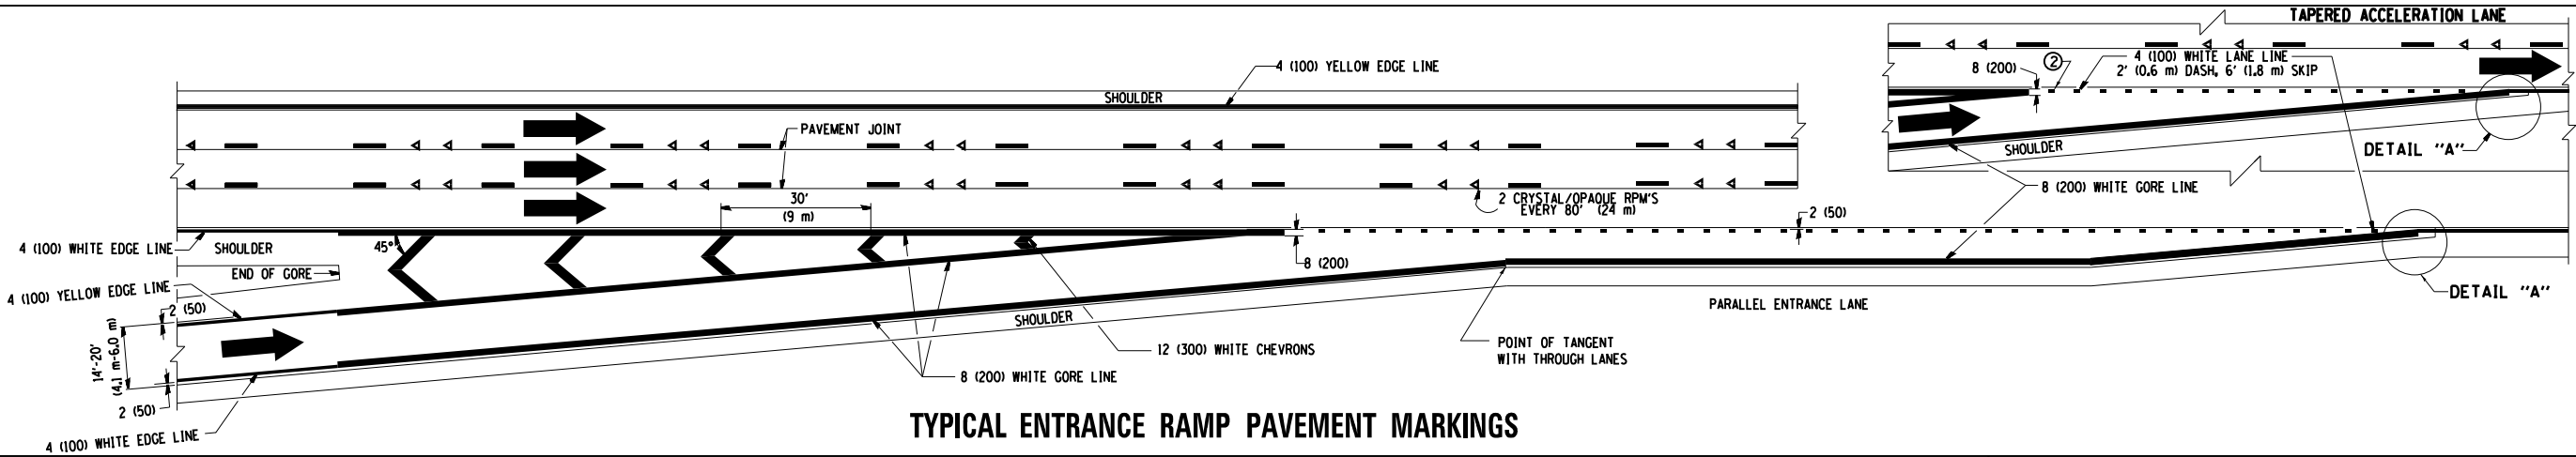 TAPERED ACCELERATION LANE
4 (100) YELLOW EDGE LINE
8 (200)
2
4 (100) WHITE LANE LINE
2' (0.6 m) DASH, 6' (1.8 m) SKIP
SHOULDER
PAVEMENT JOINT
SHOULDER
DETAIL "A"
30'
(9 m)
2 CRYSTAL/OPAQUE RPM'S
EVERY 80' (24 m)
8 (200) WHITE GORE LINE
2 (50)
4 (100) WHITE EDGE LINE
SHOULDER
45°
END OF GORE
8 (200)
4 (100) YELLOW EDGE LINE
2 (50)
DETAIL "A"
PARALLEL ENTRANCE LANE
14'-20'
(4.1 m-6.0 m)
SHOULDER
12 (300) WHITE CHEVRONS
POINT OF TANGENT
WITH THROUGH LANES
8 (200) WHITE GORE LINE
2 (50)
4 (100) WHITE EDGE LINE
TYPICAL ENTRANCE RAMP PAVEMENT MARKINGS